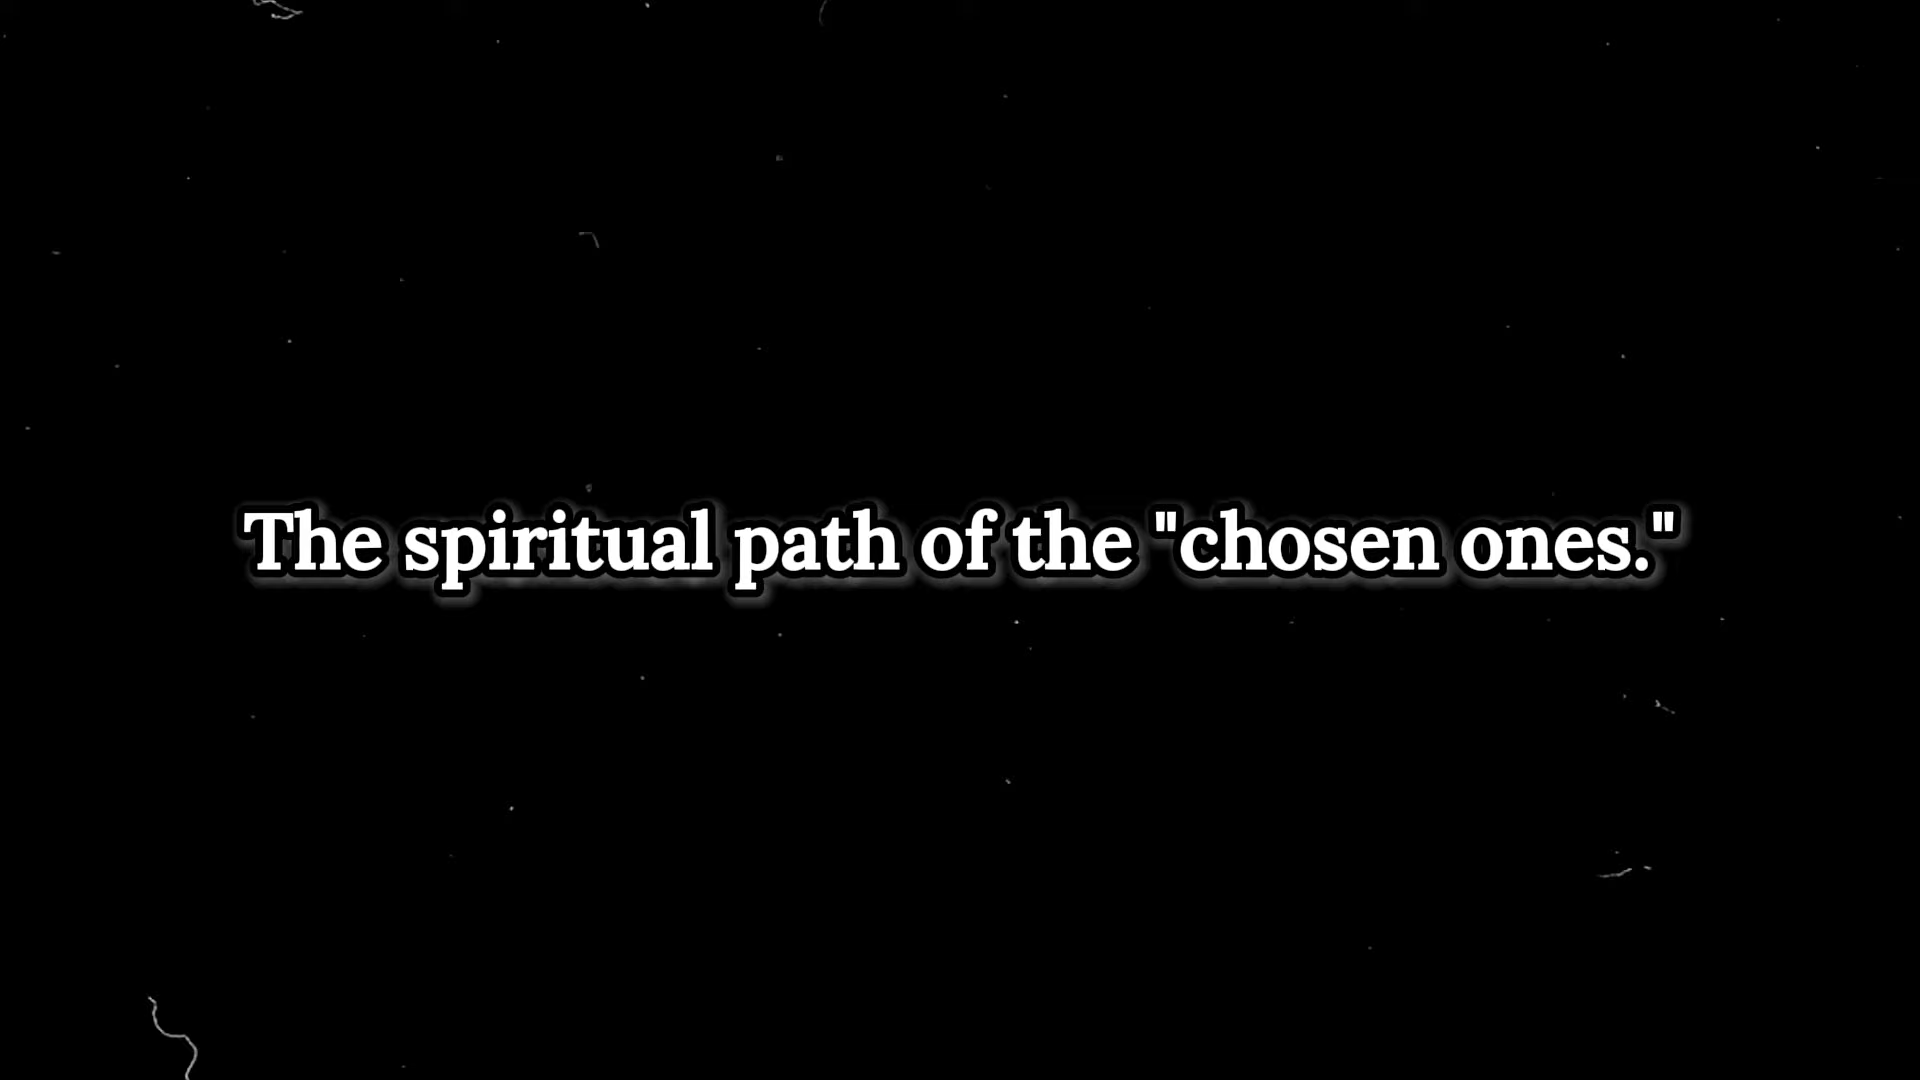 The spiritual path of the "chosen ones."